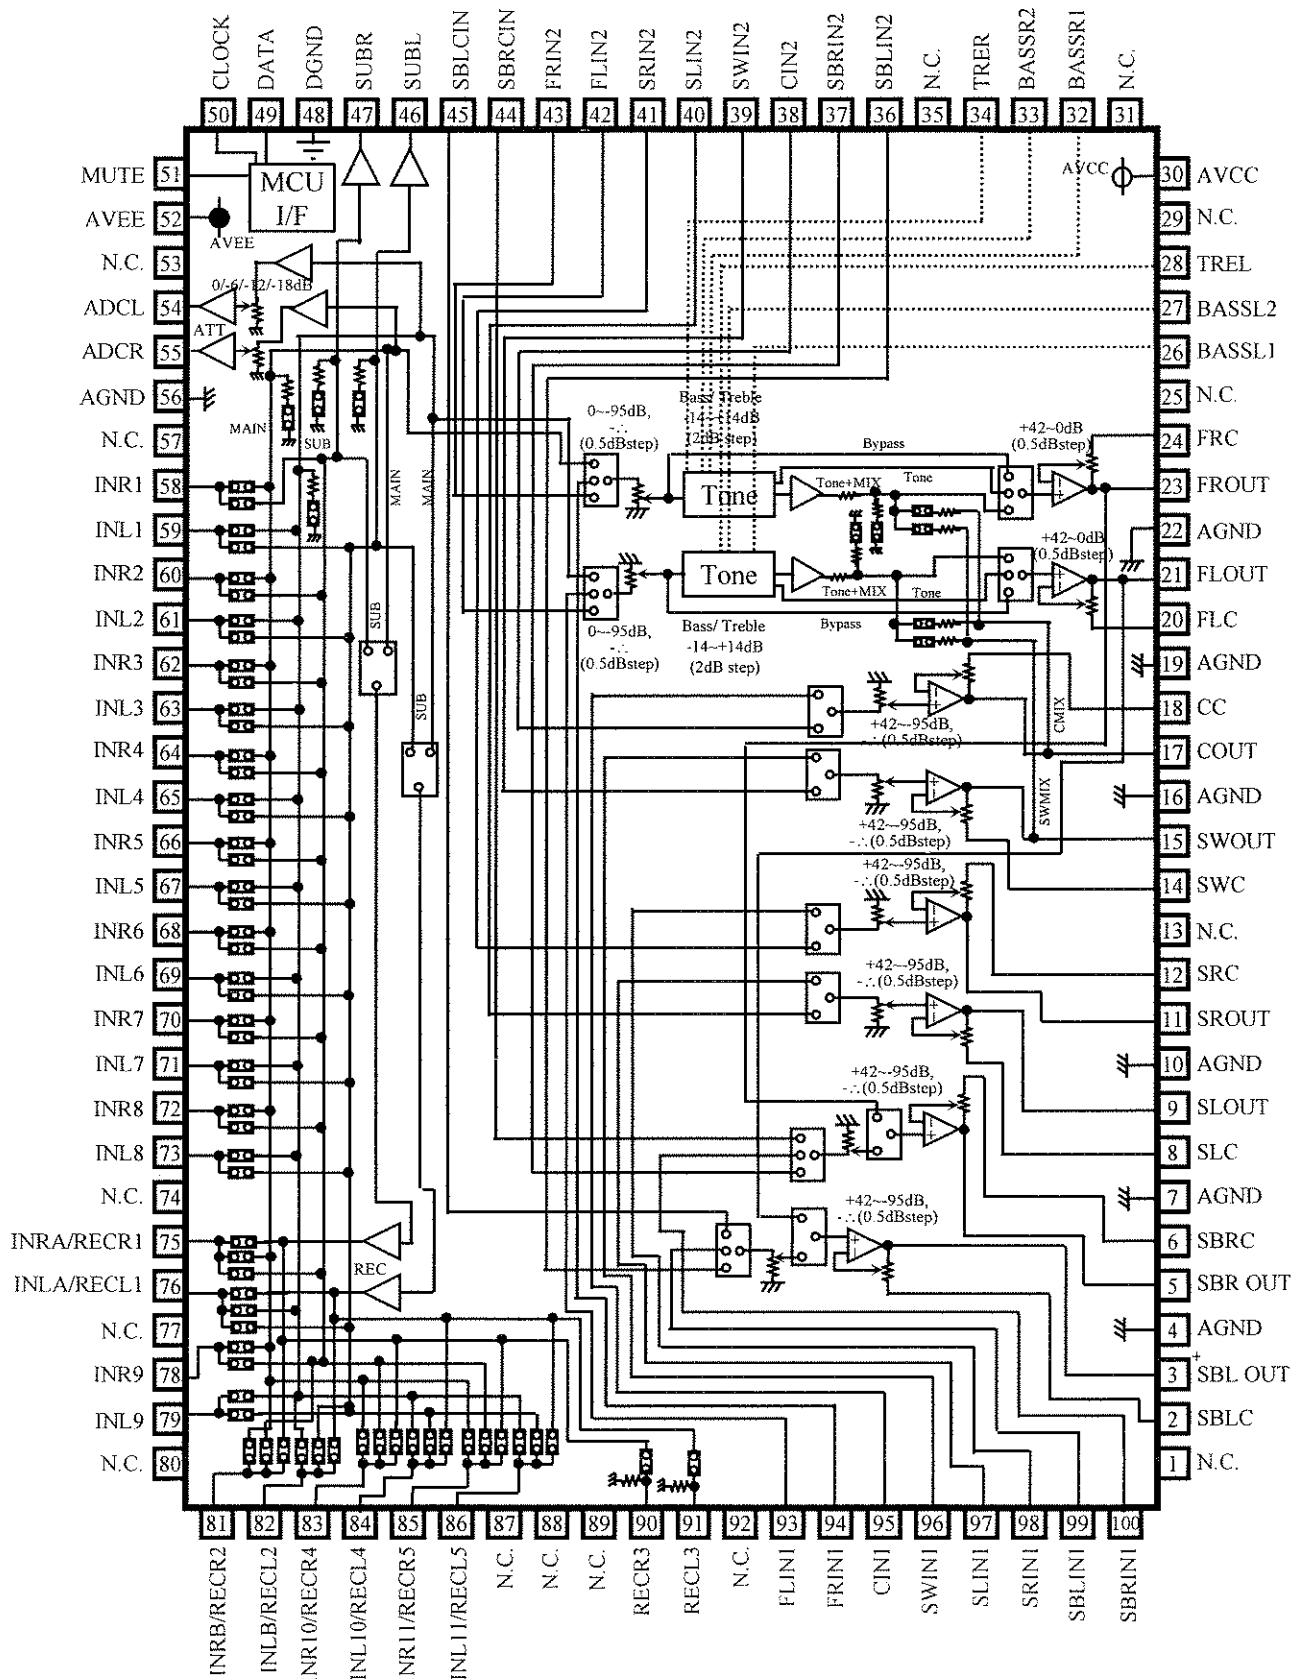 CLOCK
DATA
DGND
SUBR
SUBL
SBLCIN
SBRCIN
FRIN2
FLIN2
SRIN2
SLIN2
SWIN2
CIN2
SBRIN2
SBLIN2
N.C.
TRER
BASSR2
BASSR1
N.C.
50 49 48 47 46 45 44 43 42 41 40 39 38 37 36 35 34 33 32 31
MUTE 51
AVEE 52
N.C. 53
ADCL 54
ADCR 55
AGND 56
N.C. 57
INR1 58
INL1 59
INR2 60
INL2 61
INR3 62
INL3 63
INR4 64
INL4 65
INR5 66
INL5 67
INR6 68
INL6 69
INR7 70
INL7 71
INR8 72
INL8 73
N.C. 74
INRA/RECR1 75
INLA/RECL1 76
N.C. 77
INR9 78
INL9 79
N.C. 80
MCU
I/F
AVEE
0/-6/-12/-18dB
ATT
MAIN
SUB
MAIN
MAIN
SUB
SUB
REC
0~-95dB,
-∴
(0.5dBstep)
Bass/ Treble
-14~+14dB
(2dB step)
Bypass
+42~0dB
(0.5dBstep)
Tone
Tone+MIX
Tone
+42~0dB
(0.5dBstep)
Tone
Tone+MIX
Tone
0~-95dB,
-∴
(0.5dBstep)
Bass/ Treble
-14~+14dB
(2dB step)
Bypass
+42~-95dB,
-∴(0.5dBstep)
CMIX
+42~-95dB,
-∴(0.5dBstep)
SWMIX
+42~-95dB,
-∴(0.5dBstep)
+42~-95dB,
-∴(0.5dBstep)
+42~-95dB,
-∴(0.5dBstep)
+42~-95dB,
-∴(0.5dBstep)
AVCC
30 AVCC
29 N.C.
28 TREL
27 BASSL2
26 BASSL1
25 N.C.
24 FRC
23 FROUT
22 AGND
21 FLOUT
20 FLC
19 AGND
18 CC
17 COUT
16 AGND
15 SWOUT
14 SWC
13 N.C.
12 SRC
11 SROUT
10 AGND
9 SLOUT
8 SLC
7 AGND
6 SBRC
5 SBR OUT
4 AGND
3 SBL OUT
2 SBLC
1 N.C.
81 82 83 84 85 86 87 88 89 90 91 92 93 94 95 96 97 98 99 100
INRB/RECR2
INLB/RECL2
INR10/RECR4
INL10/RECL4
NR11/RECR5
INL11/RECL5
N.C.
N.C.
N.C.
RECR3
RECL3
N.C.
FLIN1
FRIN1
CIN1
SWIN1
SLIN1
SRIN1
SBLIN1
SBRIN1